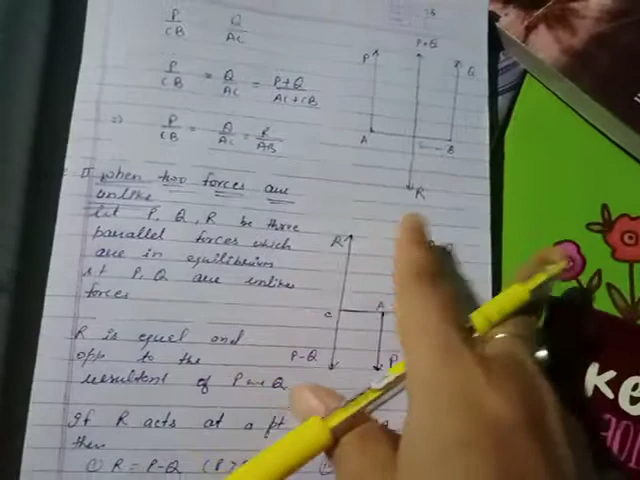 P/CB Q/AC
P/CB = Q/AC = P+Q/AC+CB
=> P/CB = Q/AC = R/AB
P
P+Q
Q
A
B
R
II when two forces are
unlike
let P, Q, R be three
parallel forces which
are in equilibrium
s.t P, Q are unlike
forces
R
C
A
P-Q
P
R is equal and
opp to the
resultant of P and Q
If R acts at a pt
then
① R = P-Q (P>
Ke